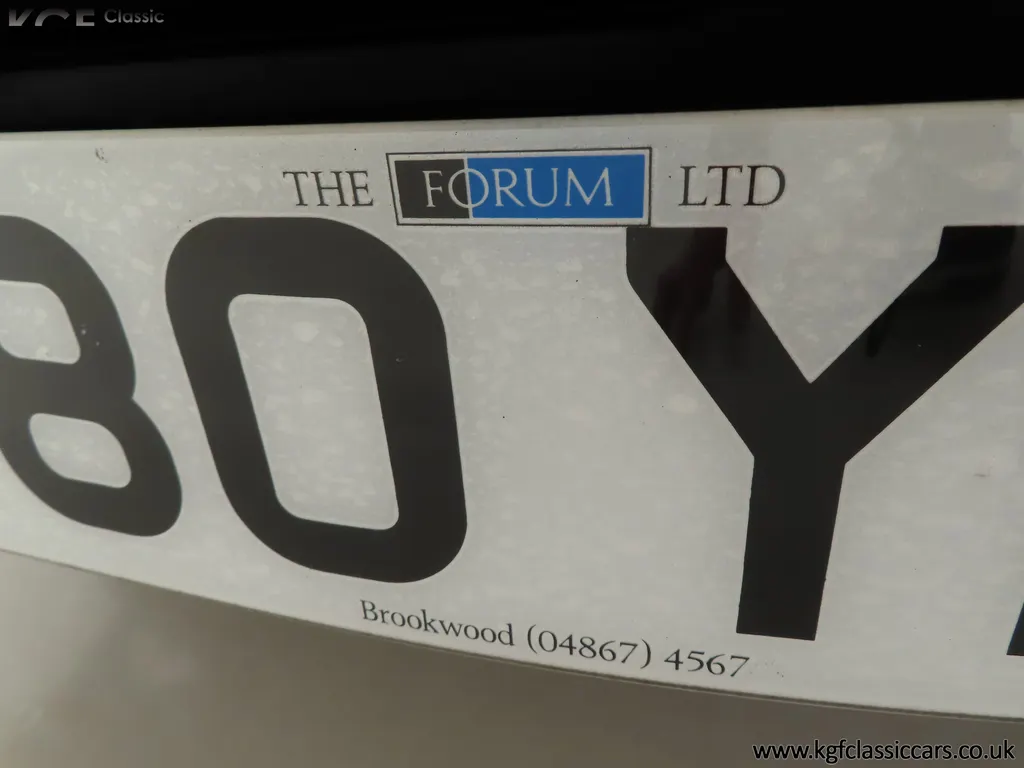 KGF Classic
THE FORUM LTD
80 Y
Brookwood (04867) 4567
www.kgfclassiccars.co.uk